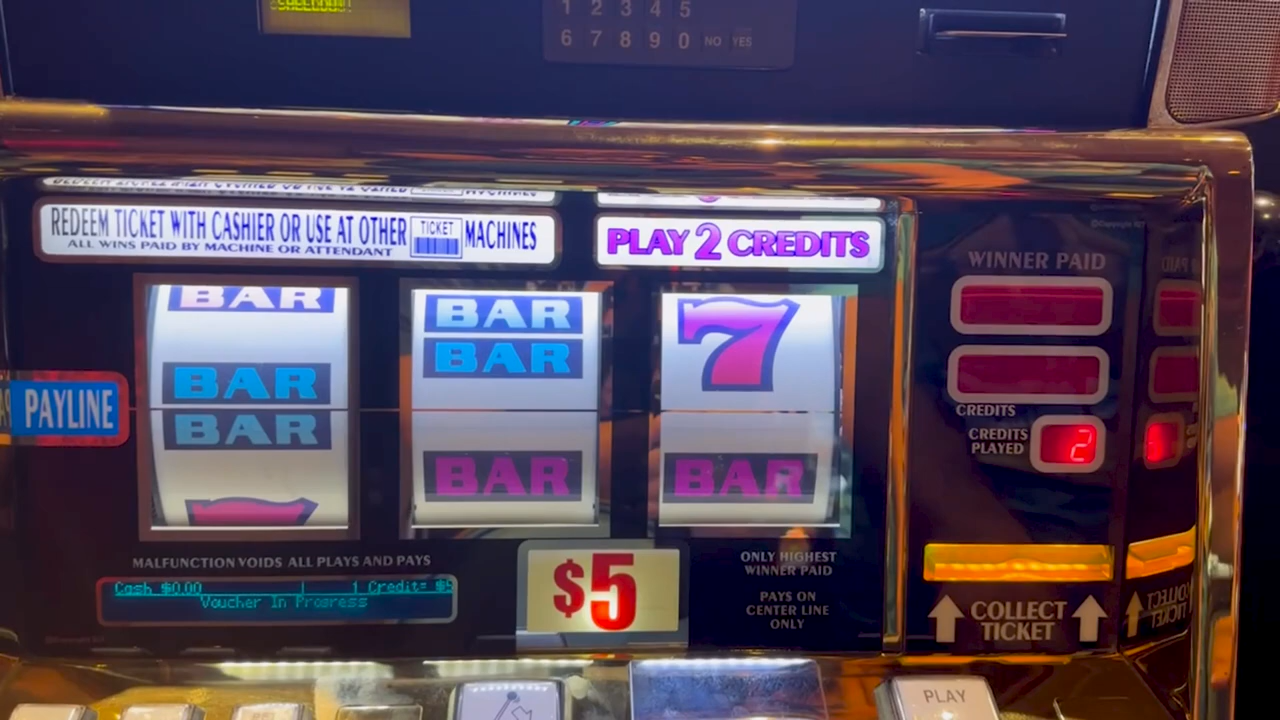 1 2 3 4 5
6 7 8 9 0 NO YES
REDEEM TICKET WITH CASHIER OR USE AT OTHER TICKET MACHINES
ALL WINS PAID BY MACHINE OR ATTENDANT
PLAY 2 CREDITS
WINNER PAID
BAR
BAR
BAR
7
PAYLINE
BAR
BAR
BAR
BAR
CREDITS
CREDITS
PLAYED
2
MALFUNCTION VOIDS ALL PLAYS AND PAYS
Cash $0.00 | 1 Credit= $5
Voucher In Progress
$5
ONLY HIGHEST
WINNER PAID
PAYS ON
CENTER LINE
ONLY
COLLECT
TICKET
PLAY